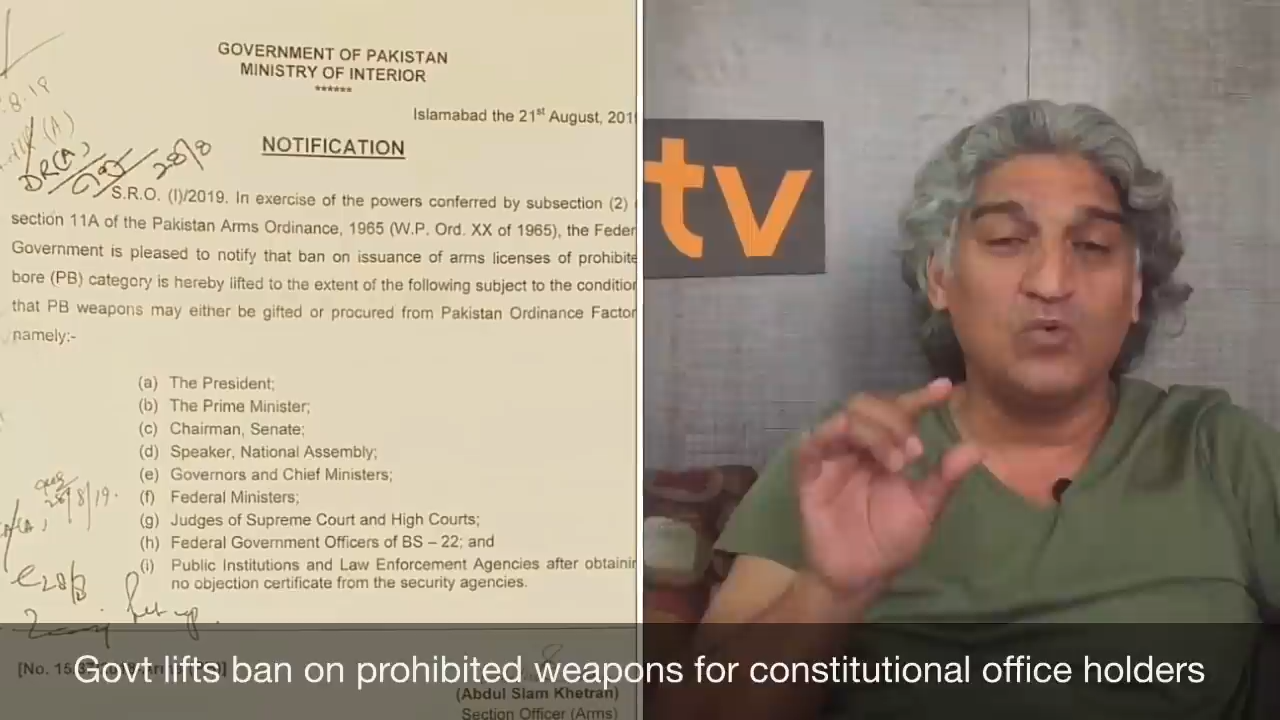 GOVERNMENT OF PAKISTAN
MINISTRY OF INTERIOR
******
Islamabad the 21st August, 201
NOTIFICATION
DR(A)
28/8
S.R.O. (I)/2019. In exercise of the powers conferred by subsection (2)
section 11A of the Pakistan Arms Ordinance, 1965 (W.P. Ord. XX of 1965), the Feder
Government is pleased to notify that ban on issuance of arms licenses of prohibite
bore (PB) category is hereby lifted to the extent of the following subject to the condition
that PB weapons may either be gifted or procured from Pakistan Ordinance Factor
namely:-
(a) The President;
(b) The Prime Minister;
(c) Chairman, Senate;
(d) Speaker, National Assembly;
(e) Governors and Chief Ministers;
(f) Federal Ministers;
(g) Judges of Supreme Court and High Courts;
(h) Federal Government Officers of BS – 22; and
(i) Public Institutions and Law Enforcement Agencies after obtainin
no objection certificate from the security agencies.
[No. 15
(Abdul Slam Khetran)
Section Officer (Arms)
tv
Govt lifts ban on prohibited weapons for constitutional office holders